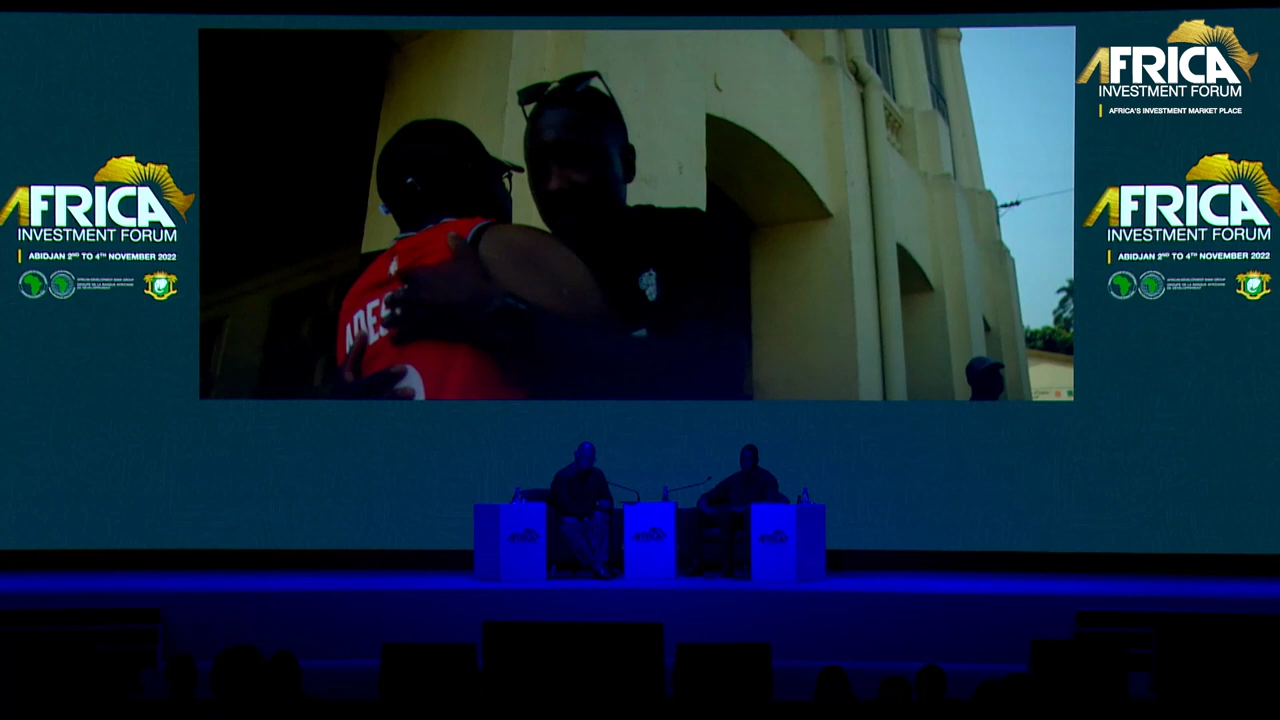 AFRICA
INVESTMENT FORUM
AFRICA'S INVESTMENT MARKET PLACE
AFRICA
INVESTMENT FORUM
ABIDJAN 2ND TO 4TH NOVEMBER 2022
ADES
AFRICA
INVESTMENT FORUM
ABIDJAN 2ND TO 4TH NOVEMBER 2022